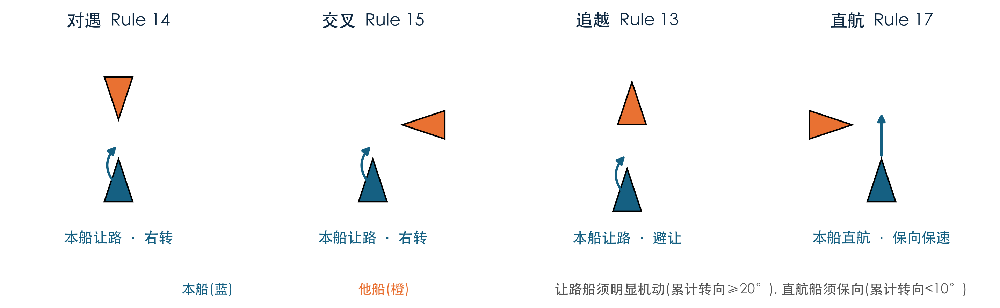 对遇 Rule 14
交叉 Rule 15
追越 Rule 13
直航 Rule 17
本船让路 · 右转
本船让路 · 右转
本船让路 · 避让
本船直航 · 保向保速
本船(蓝)
他船(橙)
让路船须明显机动(累计转向≥20°), 直航船须保向(累计转向<10°)